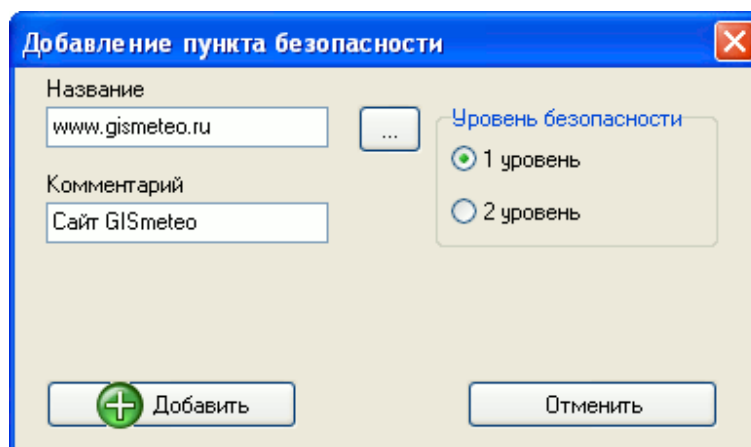 Добавление пункта безопасности
Название
www.gismeteo.ru
...
Комментарий
Сайт GISmeteo
Уровень безопасности
1 уровень
2 уровень
Добавить
Отменить